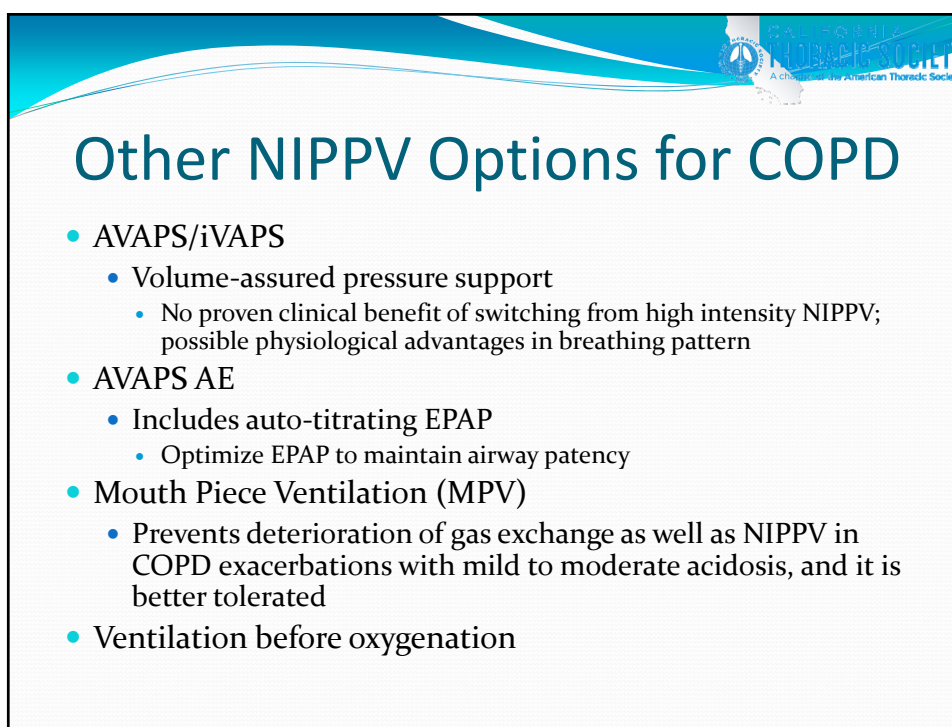 CALIFORNIA
THORACIC SOCIET
A chapter of the American Thoracic Socie
Other NIPPV Options for COPD
• AVAPS/iVAPS
• Volume-assured pressure support
• No proven clinical benefit of switching from high intensity NIPPV;
possible physiological advantages in breathing pattern
• AVAPS AE
• Includes auto-titrating EPAP
• Optimize EPAP to maintain airway patency
• Mouth Piece Ventilation (MPV)
• Prevents deterioration of gas exchange as well as NIPPV in
COPD exacerbations with mild to moderate acidosis, and it is
better tolerated
• Ventilation before oxygenation